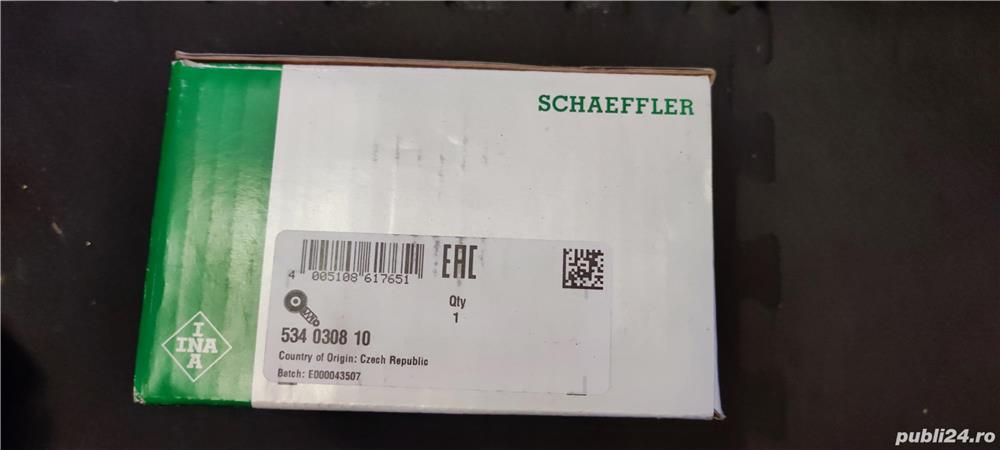 SCHAEFFLER
EAC
4 005108 617651
Qty
1
534 0308 10
Country of Origin: Czech Republic
Batch: E000043507
I
INA
A
publi24.ro